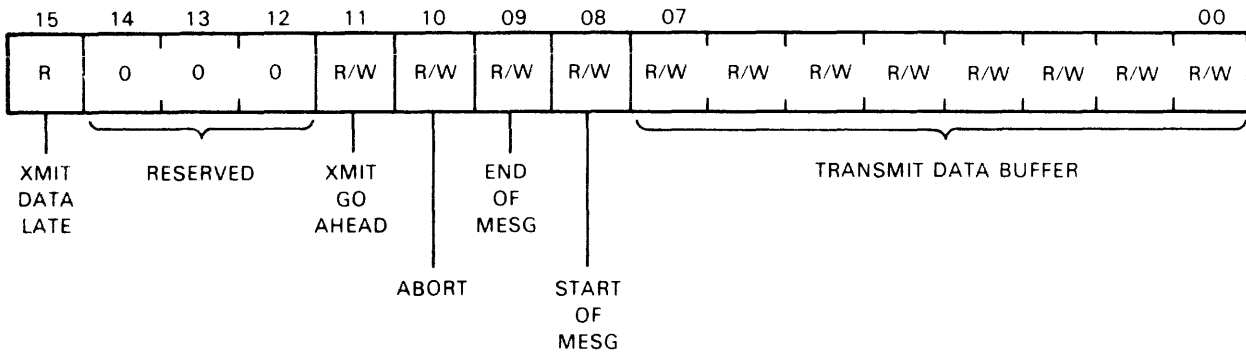 15 14 13 12 11 10 09 08 07 00
R 0 0 0 R/W R/W R/W R/W R/W R/W R/W R/W R/W R/W R/W R/W
XMIT
DATA
LATE
RESERVED
XMIT
GO
AHEAD
END
OF
MESG
TRANSMIT DATA BUFFER
ABORT
START
OF
MESG